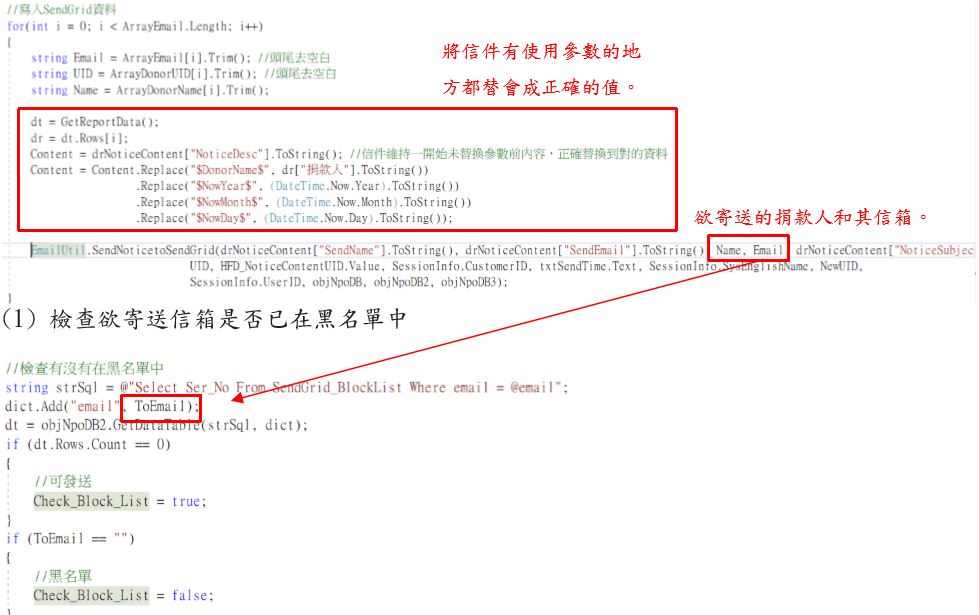 //寫入SendGrid資料
for(int i = 0; i < ArrayEmail.Length; i++)
{
string Email = ArrayEmail[i].Trim(); //頭尾去空白
string UID = ArrayDonorUID[i].Trim(); //頭尾去空白
string Name = ArrayDonorName[i].Trim();
將信件有使用參數的地
方都替會成正確的值。
dt = GetReportData();
dr = dt.Rows[i];
Content = drNoticeContent["NoticeDesc"].ToString(); //信件維持一開始未替換參數前內容，正確替換到對的資料
Content = Content.Replace("$DonorName$", dr["捐款人"].ToString())
.Replace("$NowYear$", (DateTime.Now.Year).ToString())
.Replace("$NowMonth$", (DateTime.Now.Month).ToString())
.Replace("$NowDay$", (DateTime.Now.Day).ToString());
欲寄送的捐款人和其信箱。
EmailUtil.SendNoticetoSendGrid(drNoticeContent["SendName"].ToString(), drNoticeContent["SendEmail"].ToString() Name, Email drNoticeContent["NoticeSubjec
UID, HFD_NoticeContentUID.Value, SessionInfo.CustomerID, txtSendTime.Text, SessionInfo.SysEnglishName, NewUID,
SessionInfo.UserID, objNpoDB, objNpoDB2, objNpoDB3);
}
(1) 檢查欲寄送信箱是否已在黑名單中
//檢查有沒有在黑名單中
string strSql = @"Select Ser_No From SendGrid_BlockList Where email = @email";
dict.Add("email", ToEmail);
dt = objNpoDB2.GetDataTable(strSql, dict);
if (dt.Rows.Count == 0)
{
//可發送
Check_Block_List = true;
}
if (ToEmail == "")
{
//黑名單
Check_Block_List = false;
}